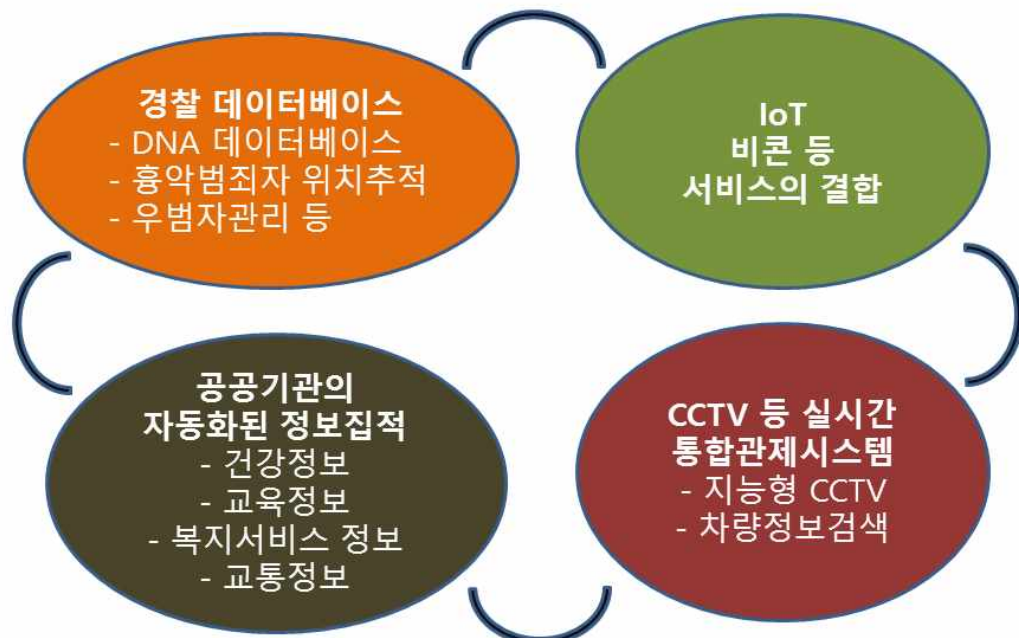 경찰 데이터베이스
- DNA 데이터베이스
- 흉악범죄자 위치추적
- 우범자관리 등
IoT
비콘 등
서비스의 결합
공공기관의
자동화된 정보집적
- 건강정보
- 교육정보
- 복지서비스 정보
- 교통정보
CCTV 등 실시간
통합관제시스템
- 지능형 CCTV
- 차량정보검색